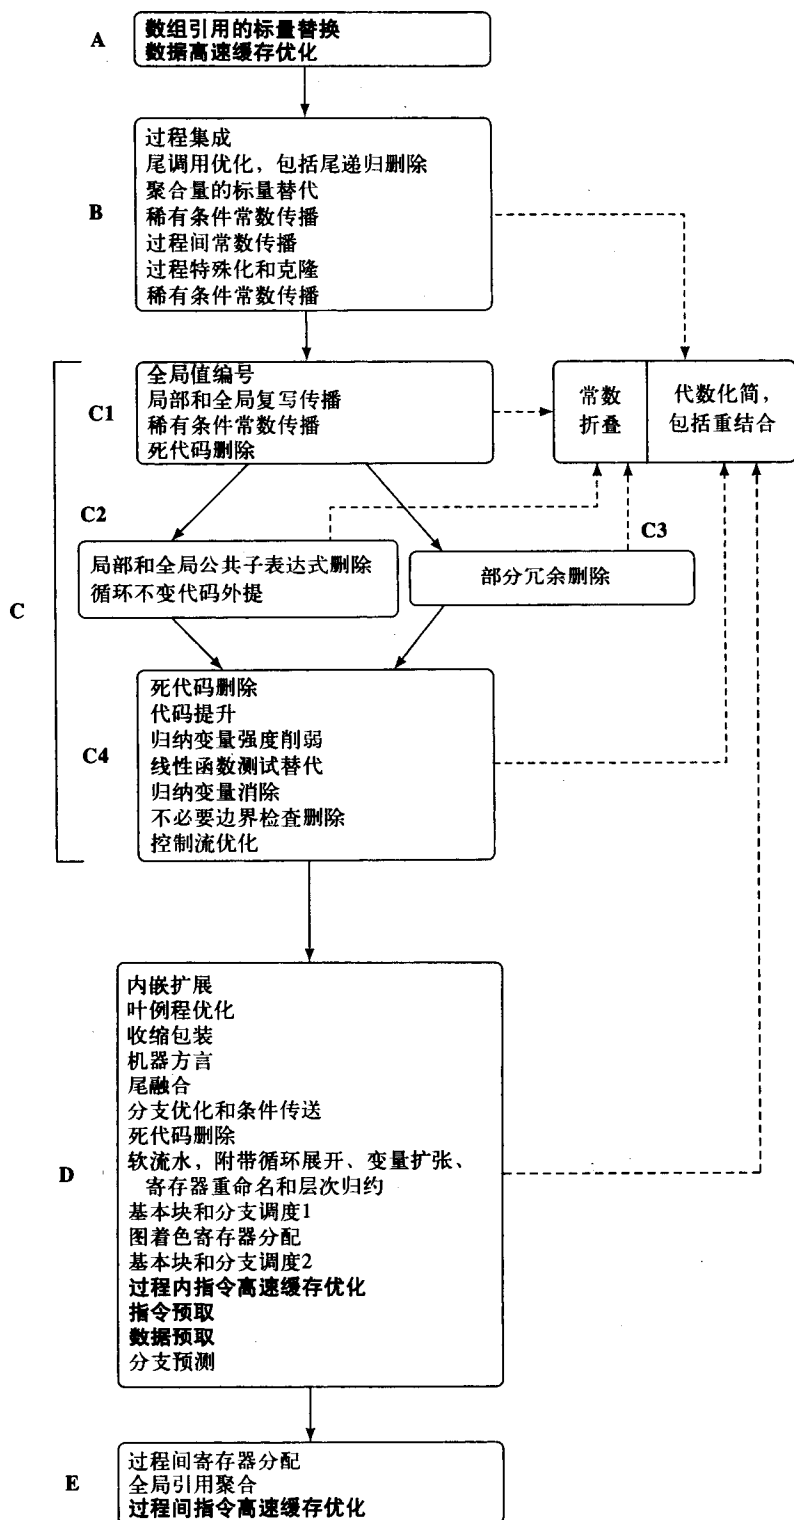 A
数组引用的标量替换
数据高速缓存优化
B
过程集成
尾调用优化，包括尾递归删除
聚合量的标量替代
稀有条件常数传播
过程间常数传播
过程特殊化和克隆
稀有条件常数传播
C
C1
全局值编号
局部和全局复写传播
稀有条件常数传播
死代码删除
常数
折叠
代数化简，
包括重结合
C2
局部和全局公共子表达式删除
循环不变代码外提
C3
部分冗余删除
C4
死代码删除
代码提升
归纳变量强度削弱
线性函数测试替代
归纳变量消除
不必要边界检查删除
控制流优化
D
内嵌扩展
叶例程优化
收缩包装
机器方言
尾融合
分支优化和条件传送
死代码删除
软流水，附带循环展开、变量扩张、
寄存器重命名和层次归约
基本块和分支调度1
图着色寄存器分配
基本块和分支调度2
过程内指令高速缓存优化
指令预取
数据预取
分支预测
E
过程间寄存器分配
全局引用聚合
过程间指令高速缓存优化